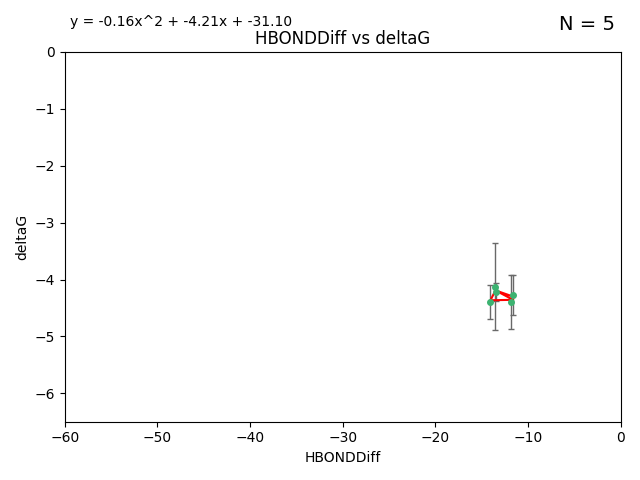 y = -0.16x^2 + -4.21x + -31.10
N = 5
HBONDDiff vs deltaG
0
−1
−2
−3
−4
−5
−6
deltaG
−60 −50 −40 −30 −20 −10 0
HBONDDiff